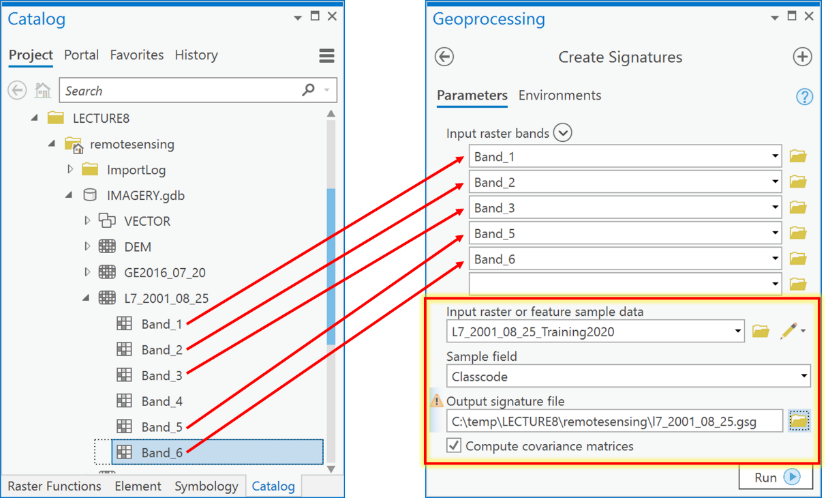 Catalog
Project Portal Favorites History
Search
LECTURE8
remotesensing
ImportLog
IMAGERY.gdb
VECTOR
DEM
GE2016_07_20
L7_2001_08_25
Band_1
Band_2
Band_3
Band_4
Band_5
Band_6
Raster Functions Element Symbology Catalog
Geoprocessing
Create Signatures
Parameters Environments
?
Input raster bands
Band_1
Band_2
Band_3
Band_5
Band_6
Input raster or feature sample data
L7_2001_08_25_Training2020
Sample field
Classcode
Output signature file
C:\temp\LECTURE8\remotesensing\l7_2001_08_25.gsg
Compute covariance matrices
Run